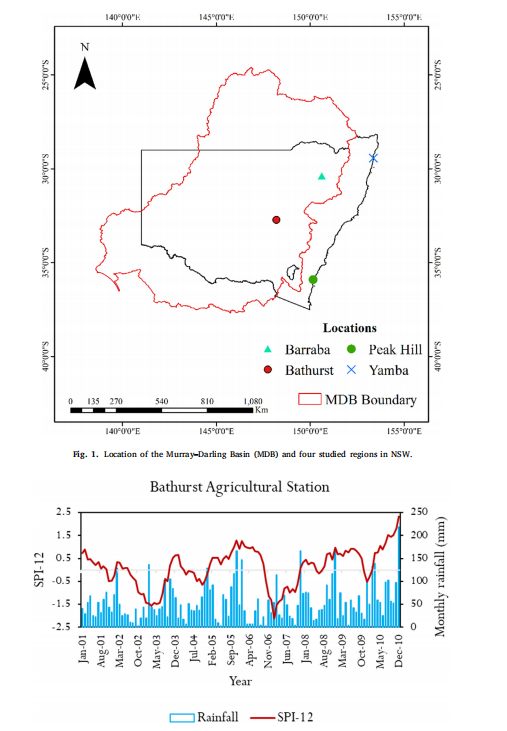 140°0'0"E 145°0'0"E 150°0'0"E 155°0'0"E
N
25°0'0"S 25°0'0"S
30°0'0"S 30°0'0"S
35°0'0"S 35°0'0"S
40°0'0"S 40°0'0"S
Locations
Barraba Peak Hill
Bathurst Yamba
MDB Boundary
0 135 270 540 810 1,080
Km
140°0'0"E 145°0'0"E 150°0'0"E 155°0'0"E
Fig. 1. Location of the Murray–Darling Basin (MDB) and four studied regions in NSW.
Bathurst Agricultural Station
SPI-12
2.5
1.5
0.5
-0.5
-1.5
-2.5
250
200
150
100
50
0
Monthly rainfall (mm)
Jan-01 Aug-01 Mar-02 Oct-02 May-03 Dec-03 Jul-04 Feb-05 Sep-05 Apr-06 Nov-06 Jun-07 Jan-08 Aug-08 Mar-09 Oct-09 May-10 Dec-10
Year
Rainfall SPI-12